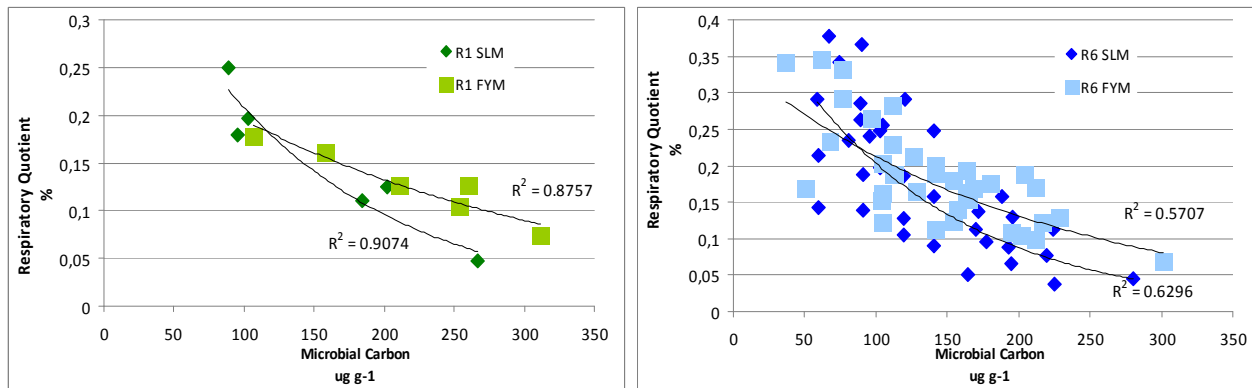 0,3
0,25
0,2
0,15
0,1
0,05
0
Respiratory Quotient
%
R1 SLM
R1 FYM
R² = 0.8757
R² = 0.9074
0 50 100 150 200 250 300 350
Microbial Carbon
ug g-1
0,4
0,35
0,3
0,25
0,2
0,15
0,1
0,05
0
Respiratory Quotient
%
R6 SLM
R6 FYM
R² = 0.5707
R² = 0.6296
0 50 100 150 200 250 300 350
Microbial Carbon
ug g-1